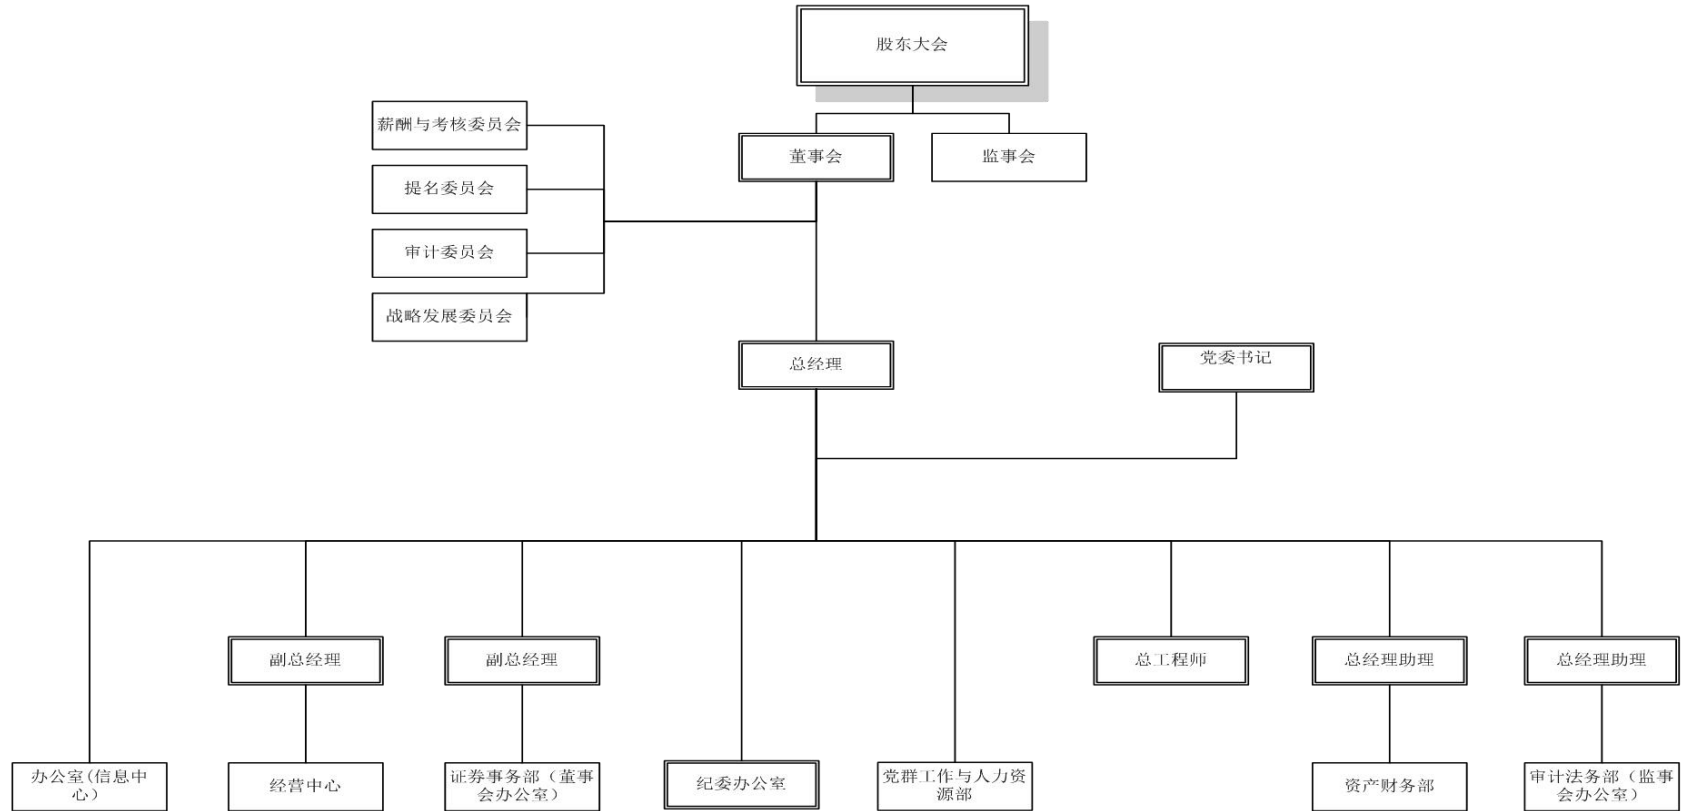 股东大会
薪酬与考核委员会
董事会
监事会
提名委员会
审计委员会
战略发展委员会
总经理
党委书记
副总经理
副总经理
总工程师
总经理助理
总经理助理
办公室(信息中
心）
经营中心
证券事务部（董事
会办公室）
纪委办公室
党群工作与人力资
源部
资产财务部
审计法务部（监事
会办公室）